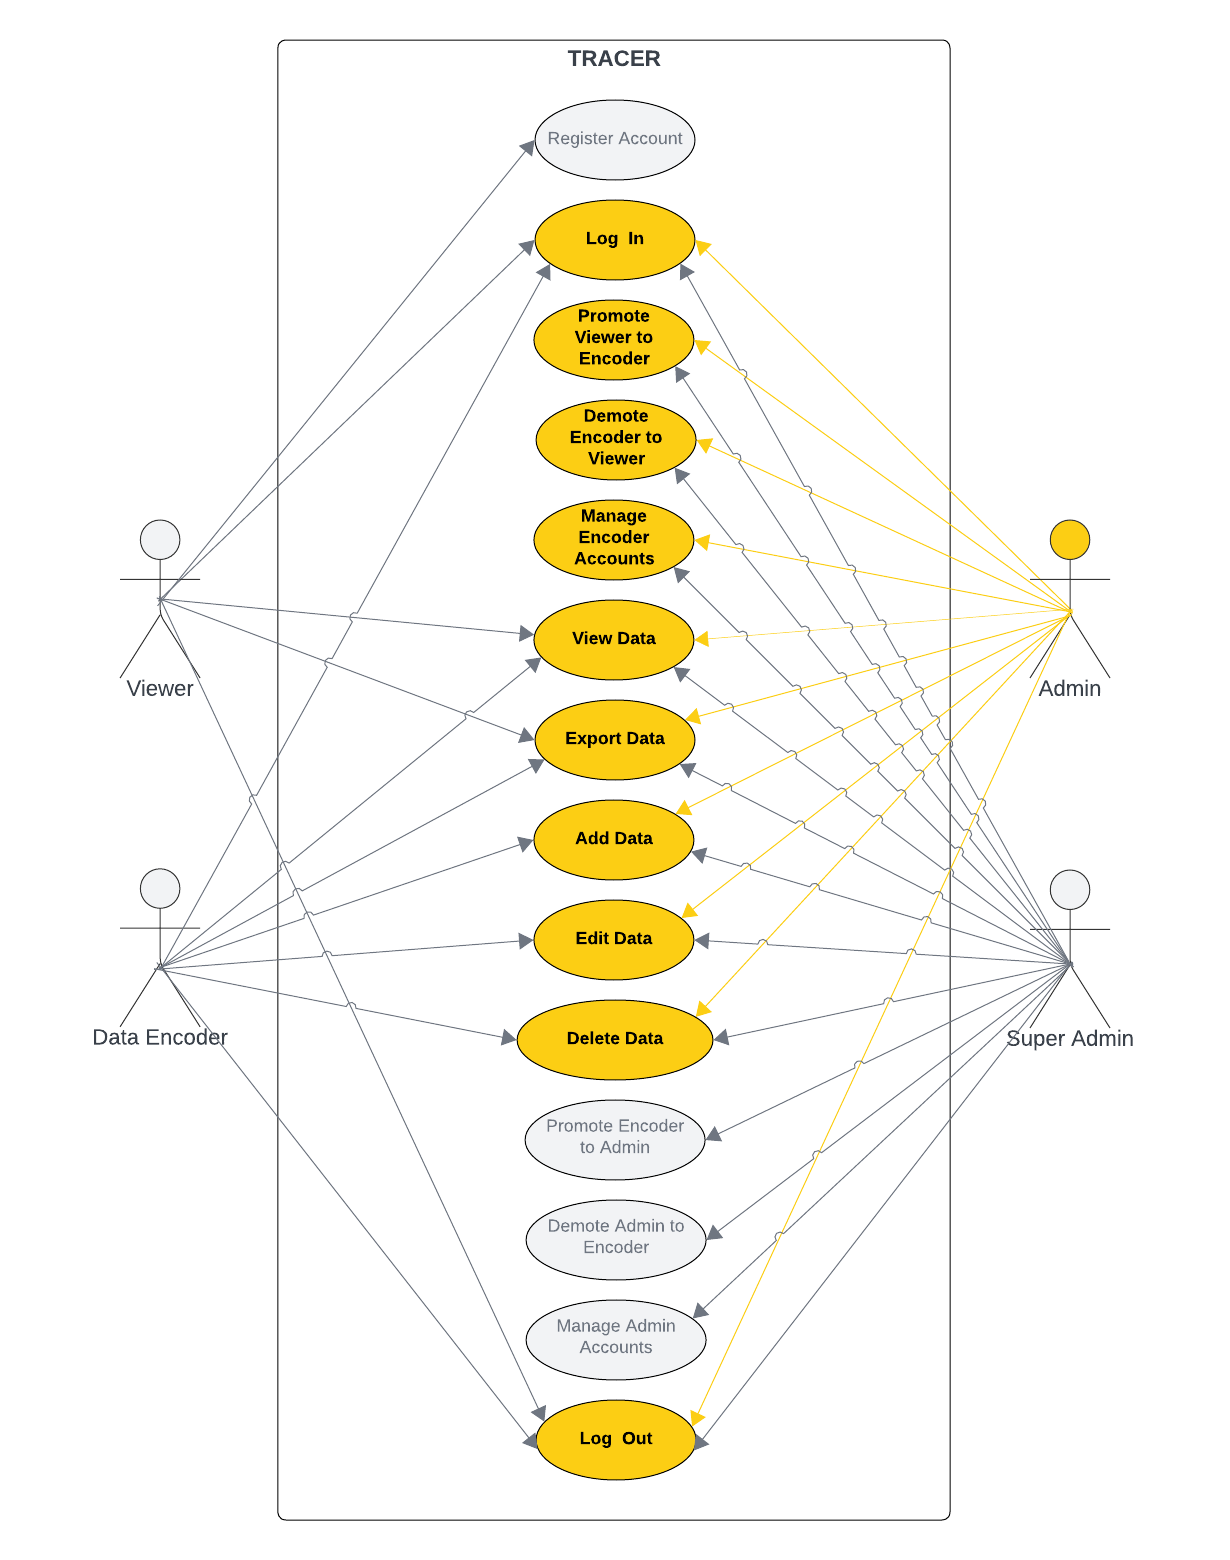 TRACER
Register Account
Log In
Promote
Viewer to
Encoder
Demote
Encoder to
Viewer
Manage
Encoder
Accounts
View Data
Viewer
Admin
Export Data
Add Data
Edit Data
Data Encoder
Delete Data
Super Admin
Promote Encoder
to Admin
Demote Admin to
Encoder
Manage Admin
Accounts
Log Out